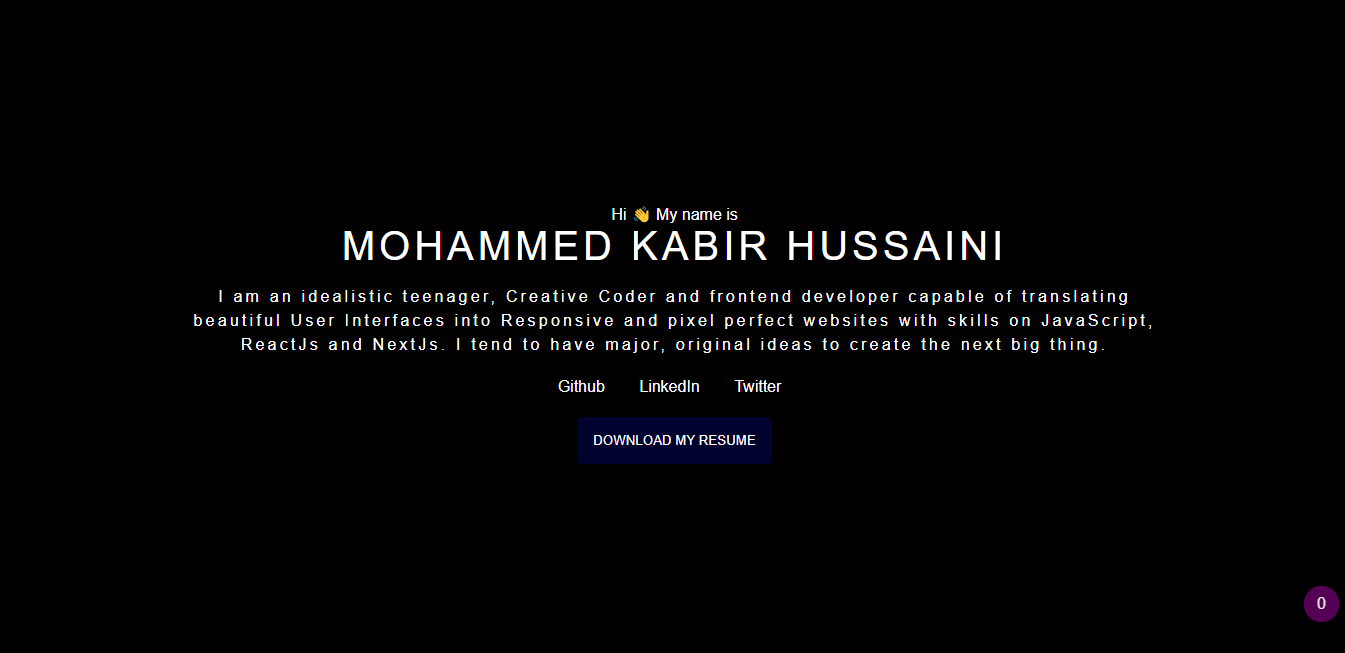 Hi 👋 My name is
MOHAMMED KABIR HUSSAINI
I am an idealistic teenager, Creative Coder and frontend developer capable of translating
beautiful User Interfaces into Responsive and pixel perfect websites with skills on JavaScript,
ReactJs and NextJs. I tend to have major, original ideas to create the next big thing.
Github LinkedIn Twitter
DOWNLOAD MY RESUME
0